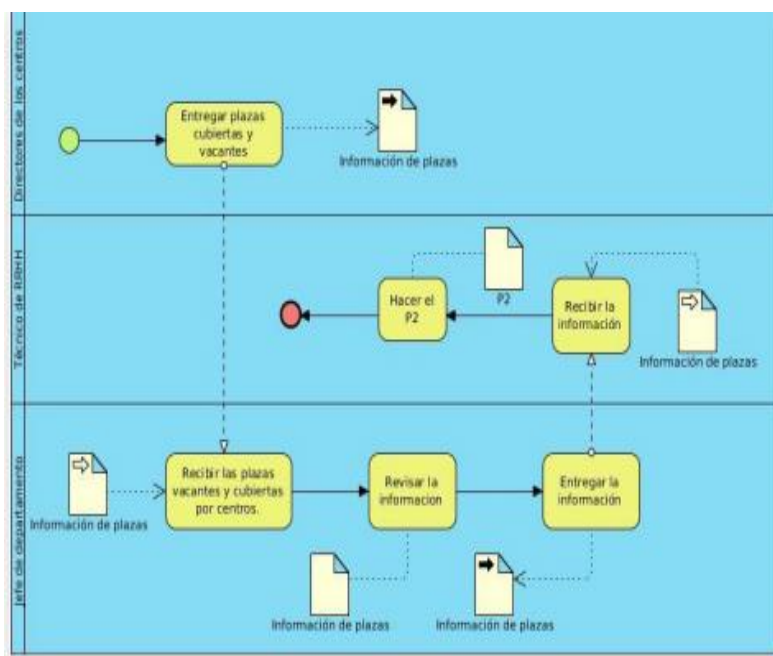 Directores de los centros
Entregar plazas
cubiertas y
vacantes
Información de plazas
Técnico de RRHH
Hacer el
P2
P2
Recibir la
información
Información de plazas
Jefe de departamento
Información de plazas
Recibir las plazas
vacantes y cubiertas
por centros.
Revisar la
informacion
Entregar la
información
Información de plazas
Información de plazas